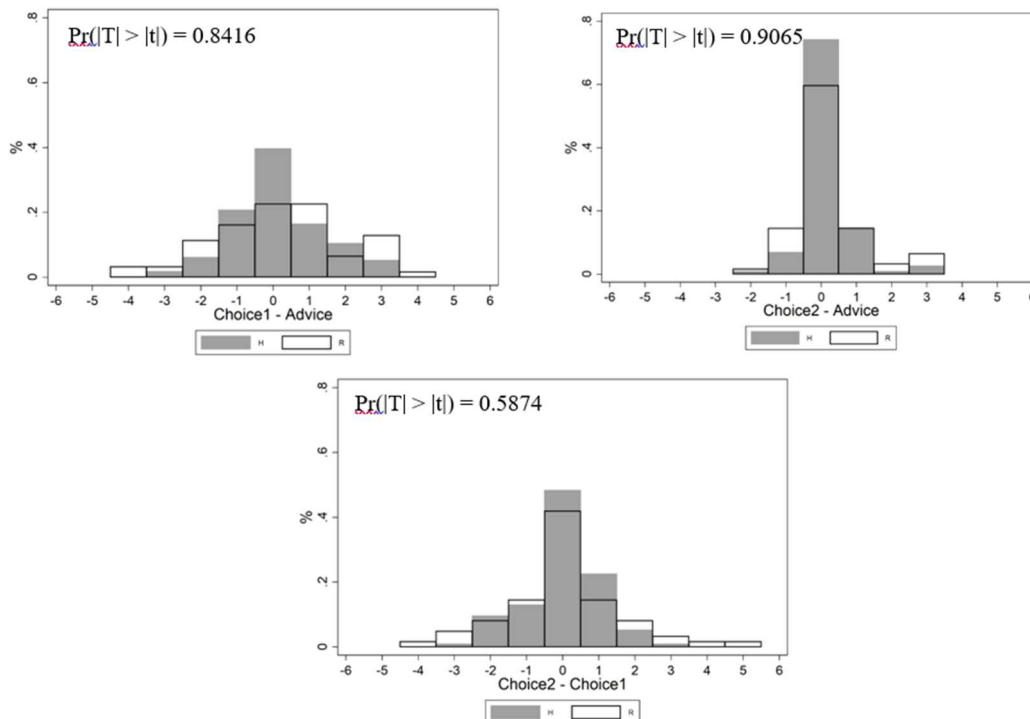 Pr(|T| > |t|) = 0.8416
%
.8
.6
.4
.2
0
-6 -5 -4 -3 -2 -1 0 1 2 3 4 5 6
Choice1 - Advice
H R
Pr(|T| > |t|) = 0.9065
%
.8
.6
.4
.2
0
-6 -5 -4 -3 -2 -1 0 1 2 3 4 5 6
Choice2 - Advice
H R
Pr(|T| > |t|) = 0.5874
%
.8
.6
.4
.2
0
-6 -5 -4 -3 -2 -1 0 1 2 3 4 5 6
Choice2 - Choice1
H R